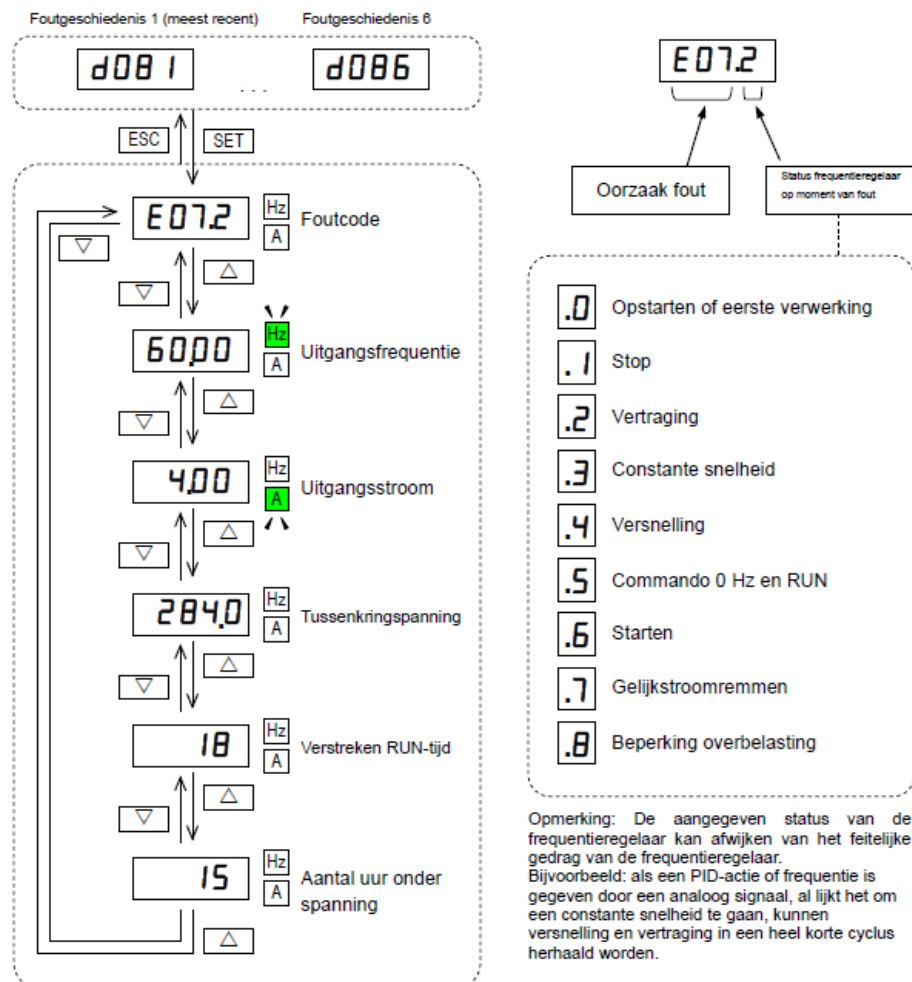 Foutgeschiedenis 1 (meest recent)
Foutgeschiedenis 6
d081
...
d086
ESC
SET
E07.2
Hz
A
Foutcode
▽
▽
△
60.00
Hz
A
Uitgangsfrequentie
▽
△
4.00
Hz
A
Uitgangsstroom
▽
△
284.0
Hz
A
Tussenkringspanning
▽
△
18
Hz
A
Verstreken RUN-tijd
▽
△
15
Hz
A
Aantal uur onder
spanning
△
E07.2
Oorzaak fout
Status frequentieregelaar
op moment van fout
.0 Opstarten of eerste verwerking
.1 Stop
.2 Vertraging
.3 Constante snelheid
.4 Versnelling
.5 Commando 0 Hz en RUN
.6 Starten
.7 Gelijkstroomremmen
.8 Beperking overbelasting
Opmerking: De aangegeven status van de
frequentieregelaar kan afwijken van het feitelijke
gedrag van de frequentieregelaar.
Bijvoorbeeld: als een PID-actie of frequentie is
gegeven door een analoog signaal, al lijkt het om
een constante snelheid te gaan, kunnen
versnelling en vertraging in een heel korte cyclus
herhaald worden.